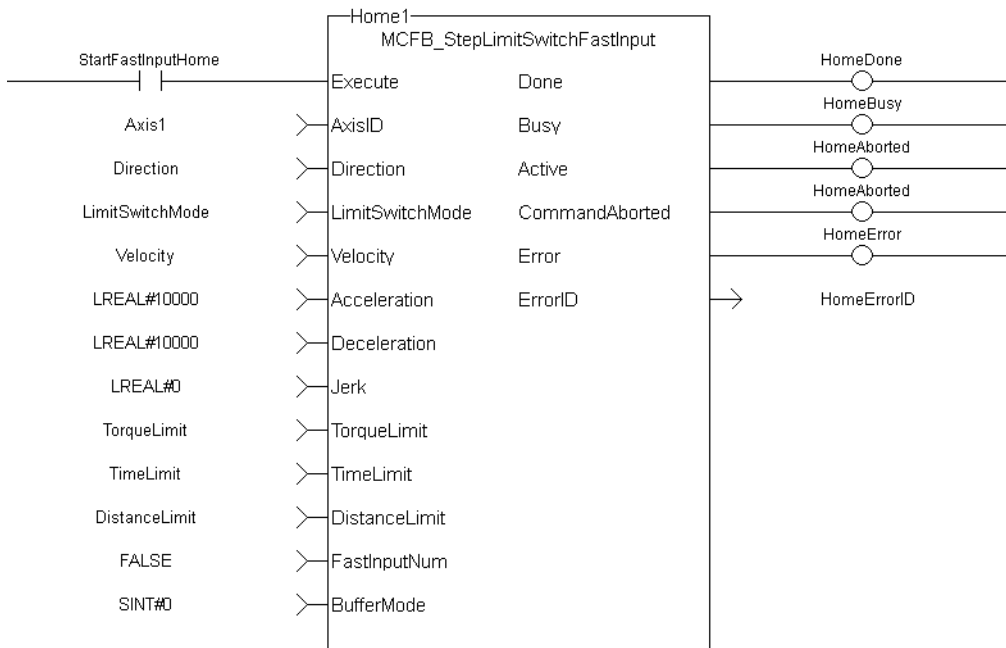 Home1
MCFB_StepLimitSwitchFastInput
StartFastInputHome
Execute Done HomeDone
Axis1 AxisID Busy HomeBusy
Direction Direction Active HomeAborted
LimitSwitchMode LimitSwitchMode CommandAborted HomeAborted
Velocity Velocity Error HomeError
LREAL#10000 Acceleration ErrorID HomeErrorID
LREAL#10000 Deceleration
LREAL#0 Jerk
TorqueLimit TorqueLimit
TimeLimit TimeLimit
DistanceLimit DistanceLimit
FALSE FastInputNum
SINT#0 BufferMode